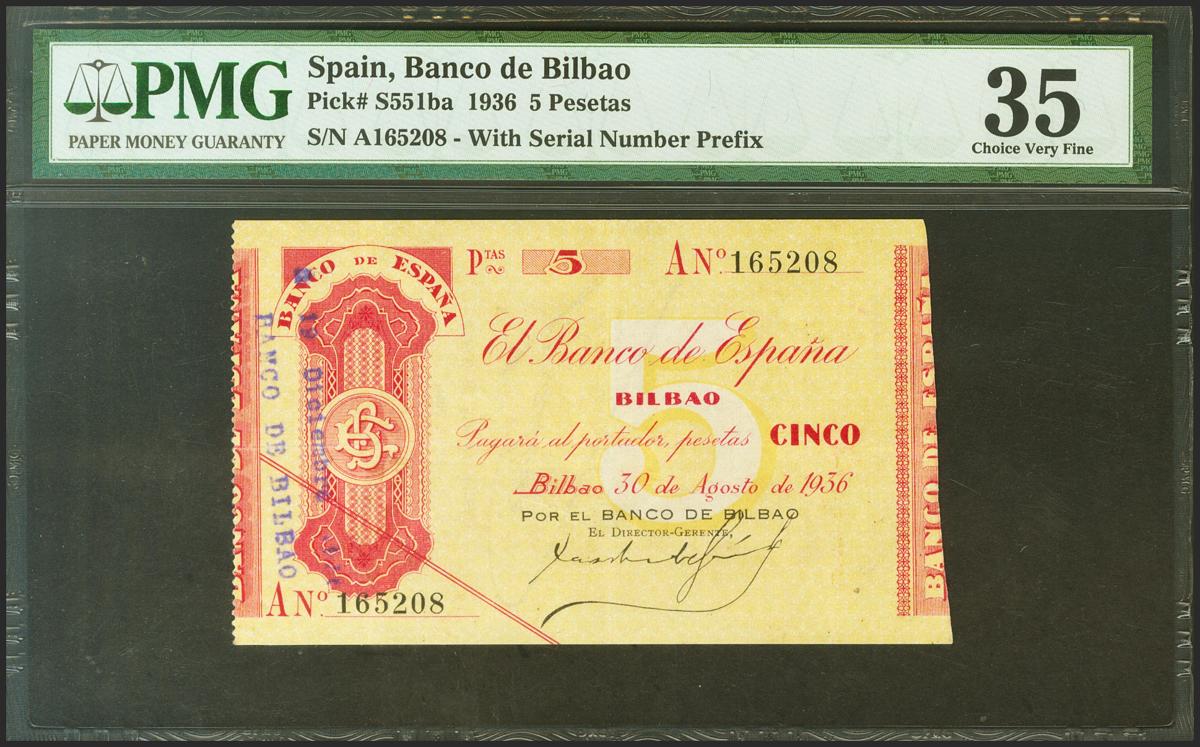 PMG
PAPER MONEY GUARANTY
Spain, Banco de Bilbao
Pick# S551ba 1936 5 Pesetas
S/N A165208 - With Serial Number Prefix
35
Choice Very Fine
BANCO DE ESPAÑA
PTAS 5
A Nº 165208
El Banco de España
BILBAO
Pagará al portador, pesetas CINCO
Bilbao 30 de Agosto de 1936
POR EL BANCO DE BILBAO
EL DIRECTOR-GERENTE,
A Nº 165208
BANCO DE BILBAO
BANCO DE ESPAÑA
5